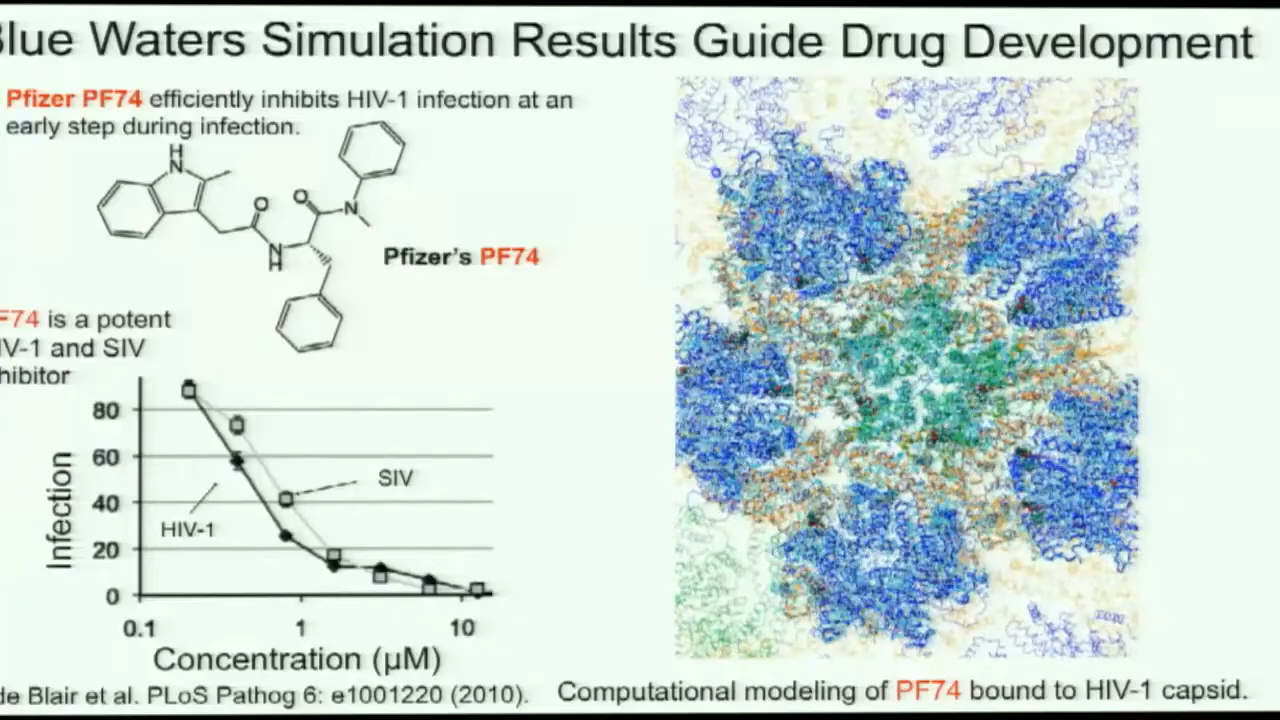 Blue Waters Simulation Results Guide Drug Development
Pfizer PF74 efficiently inhibits HIV-1 infection at an
early step during infection.
H
N
O
O
N
N
H
Pfizer's PF74
F74 is a potent
IV-1 and SIV
hibitor
80
60
40
20
0
Infection
SIV
HIV-1
0.1
1
10
Concentration (µM)
de Blair et al. PLoS Pathog 6: e1001220 (2010).
Computational modeling of PF74 bound to HIV-1 capsid.